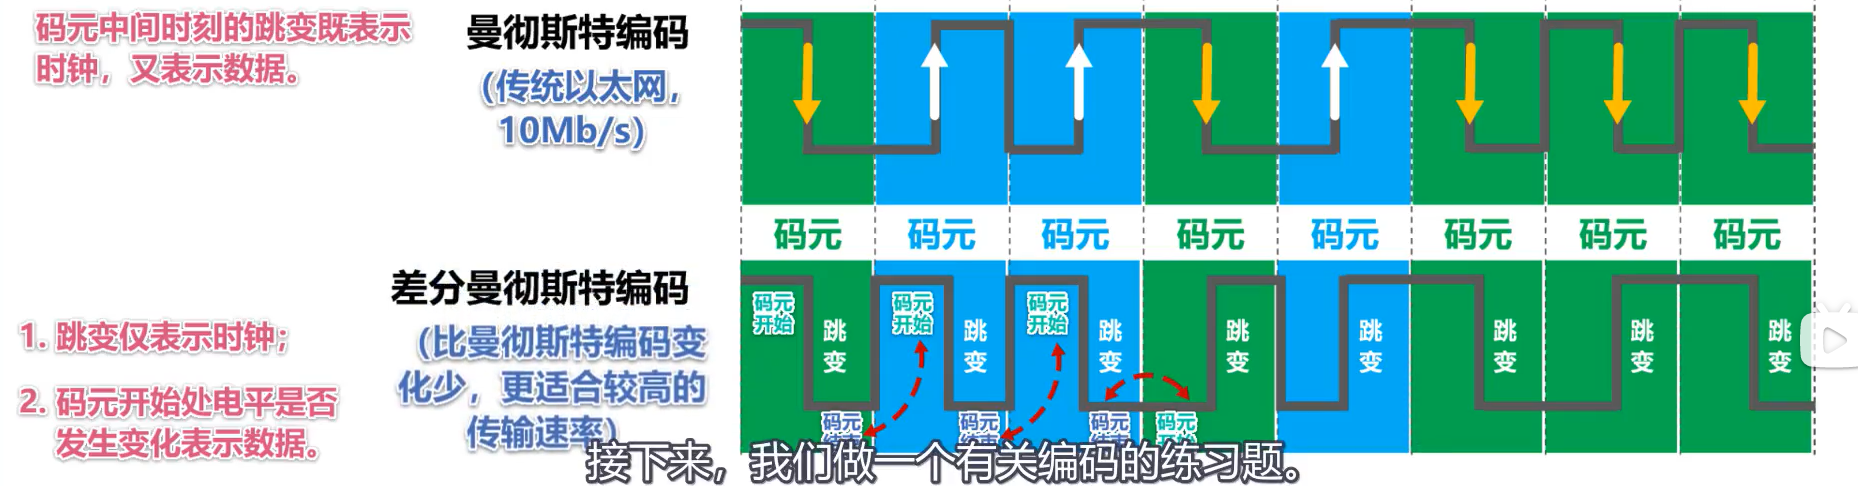 码元中间时刻的跳变既表示
时钟，又表示数据。
曼彻斯特编码
（传统以太网，
10Mb/s）
码元 码元 码元 码元 码元 码元 码元 码元
差分曼彻斯特编码
（比曼彻斯特编码变
化少，更适合较高的
传输速率）
1. 跳变仅表示时钟；
2. 码元开始处电平是否
发生变化表示数据。
码元
开始
码元
开始
码元
开始
跳
变
跳
变
跳
变
跳
变
跳
变
跳
变
跳
变
跳
变
码元
结束
码元
结束
码元
结束
码元
开始
接下来，我们做一个有关编码的练习题。